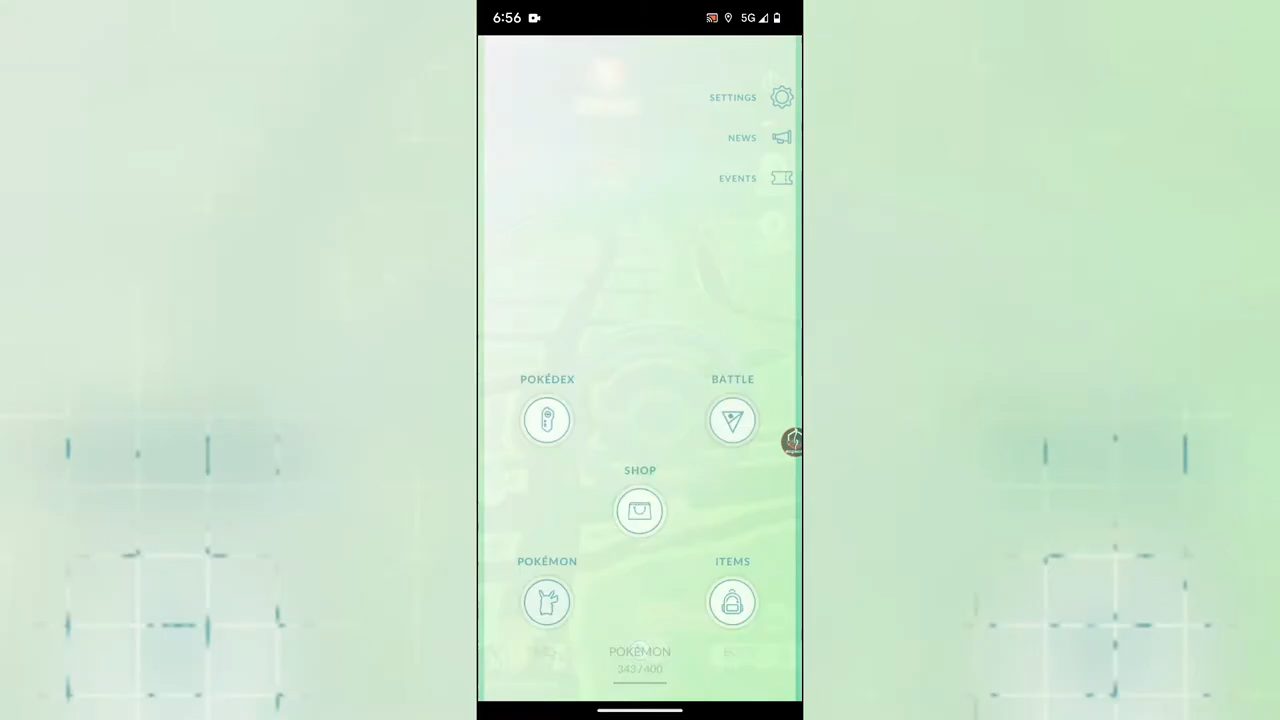 6:56
5G
SETTINGS
NEWS
EVENTS
POKÉDEX
BATTLE
SHOP
POKÉMON
ITEMS
POKÉMON
343 / 400